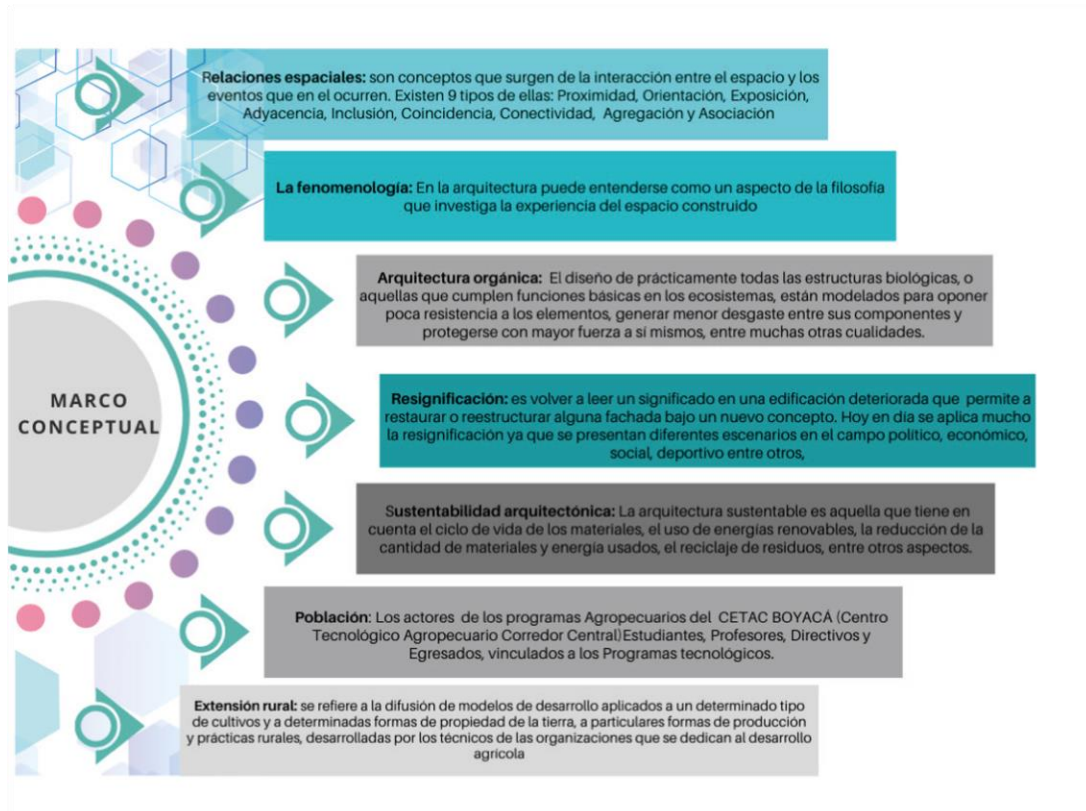 Relaciones espaciales: son conceptos que surgen de la interacción entre el espacio y los
eventos que en el ocurren. Existen 9 tipos de ellas: Proximidad, Orientación, Exposición,
Adyacencia, Inclusión, Coincidencia, Conectividad, Agregación y Asociación
La fenomenología: En la arquitectura puede entenderse como un aspecto de la filosofía
que investiga la experiencia del espacio construido
Arquitectura orgánica: El diseño de prácticamente todas las estructuras biológicas, o
aquellas que cumplen funciones básicas en los ecosistemas, están modelados para oponer
poca resistencia a los elementos, generar menor desgaste entre sus componentes y
protegerse con mayor fuerza a sí mismos, entre muchas otras cualidades.
MARCO
CONCEPTUAL
Resignificación: es volver a leer un significado en una edificación deteriorada que permite a
restaurar o reestructurar alguna fachada bajo un nuevo concepto. Hoy en día se aplica mucho
la resignificación ya que se presentan diferentes escenarios en el campo político, económico,
social, deportivo entre otros,
Sustentabilidad arquitectónica: La arquitectura sustentable es aquella que tiene en
cuenta el ciclo de vida de los materiales, el uso de energías renovables, la reducción de la
cantidad de materiales y energía usados, el reciclaje de residuos, entre otros aspectos.
Población: Los actores de los programas Agropecuarios del CETAC BOYACÁ (Centro
Tecnológico Agropecuario Corredor Central)Estudiantes, Profesores, Directivos y
Egresados, vinculados a los Programas tecnológicos.
Extensión rural: se refiere a la difusión de modelos de desarrollo aplicados a un determinado tipo
de cultivos y a determinadas formas de propiedad de la tierra, a particulares formas de producción
y prácticas rurales, desarrolladas por los técnicos de las organizaciones que se dedican al desarrollo
agrícola